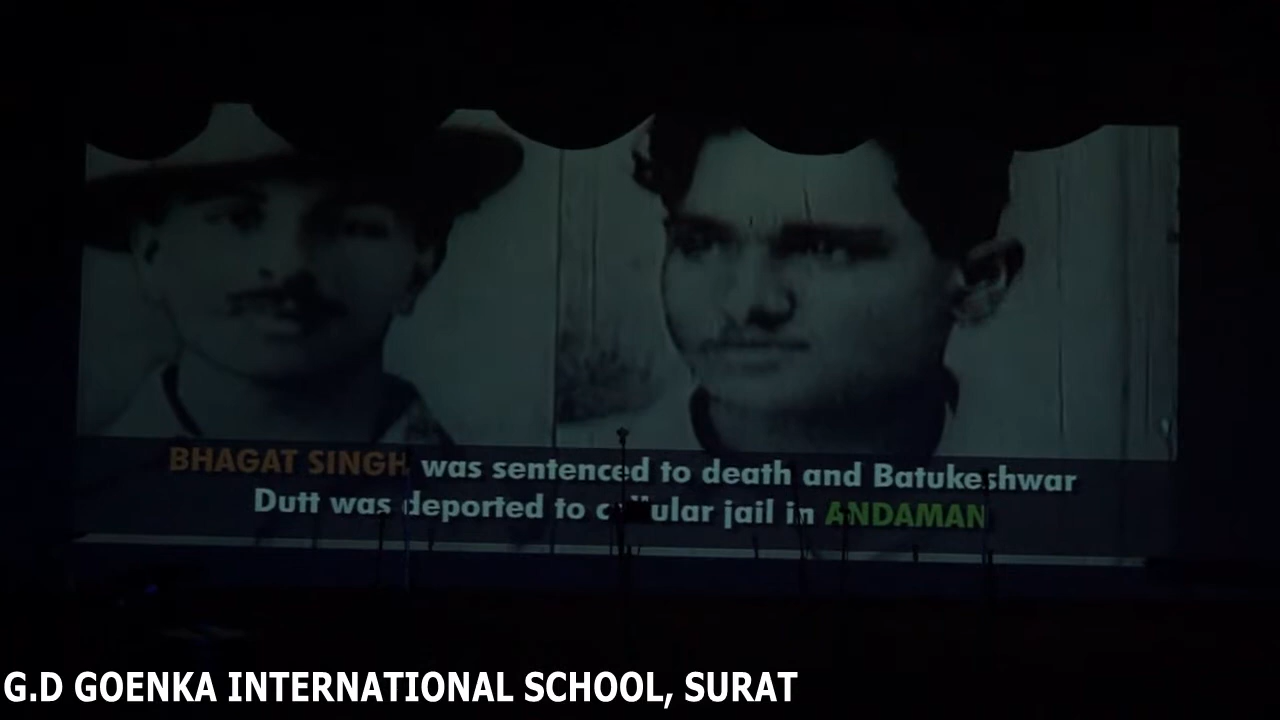 BHAGAT SINGH was sentenced to death and Batukeshwar
Dutt was deported to cellular jail in ANDAMAN
G.D GOENKA INTERNATIONAL SCHOOL, SURAT